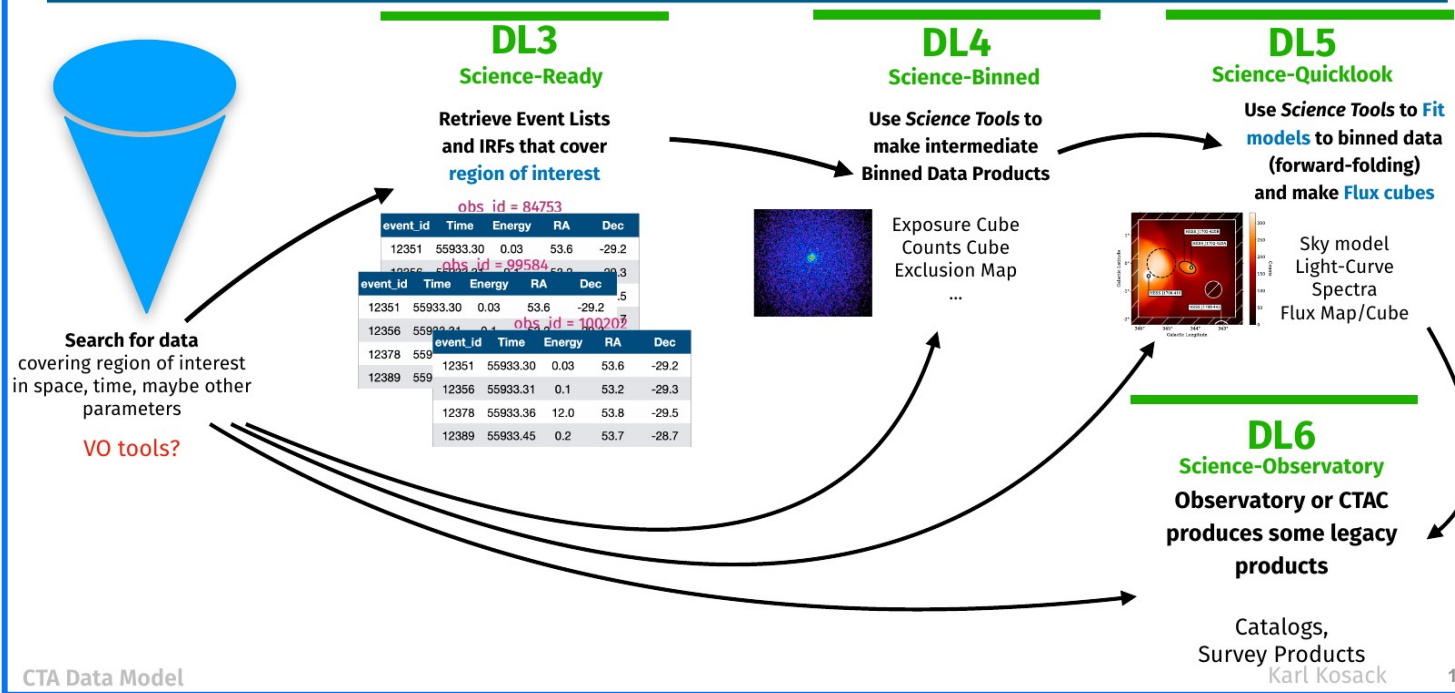 DL3
Science-Ready
Retrieve Event Lists
and IRFs that cover
region of interest
obs_id = 84753
event_id Time Energy RA Dec
12351 55933.30 0.03 53.6 -29.2
obs_id = 99584
event_id Time Energy RA Dec
12351 55933.30 0.03 53.6 -29.2
12356
obs_id = 100202
12378 559
12389 559
event_id Time Energy RA Dec
12351 55933.30 0.03 53.6 -29.2
12356 55933.31 0.1 53.2 -29.3
12378 55933.36 12.0 53.8 -29.5
12389 55933.45 0.2 53.7 -28.7
DL4
Science-Binned
Use Science Tools to
make intermediate
Binned Data Products
Exposure Cube
Counts Cube
Exclusion Map
...
DL5
Science-Quicklook
Use Science Tools to Fit
models to binned data
(forward-folding)
and make Flux cubes
Galactic Longitude
Sky model
Light-Curve
Spectra
Flux Map/Cube
Search for data
covering region of interest
in space, time, maybe other
parameters
VO tools?
DL6
Science-Observatory
Observatory or CTAC
produces some legacy
products
Catalogs,
Survey Products
CTA Data Model
Karl Kosack